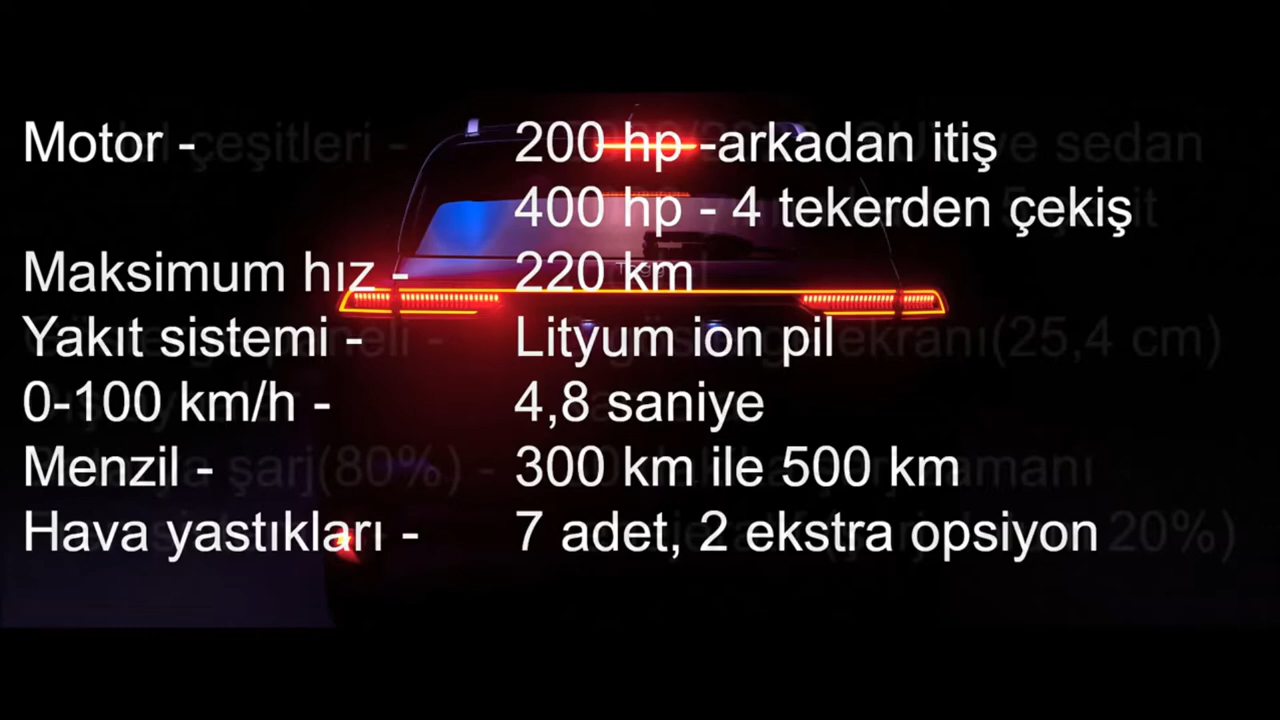 Motor - 200 hp -arkadan itiş
400 hp - 4 tekerden çekiş
Maksimum hız - 220 km
Yakıt sistemi - Lityum ion pil
0-100 km/h - 4,8 saniye
Menzil - 300 km ile 500 km
Hava yastıkları - 7 adet, 2 ekstra opsiyon